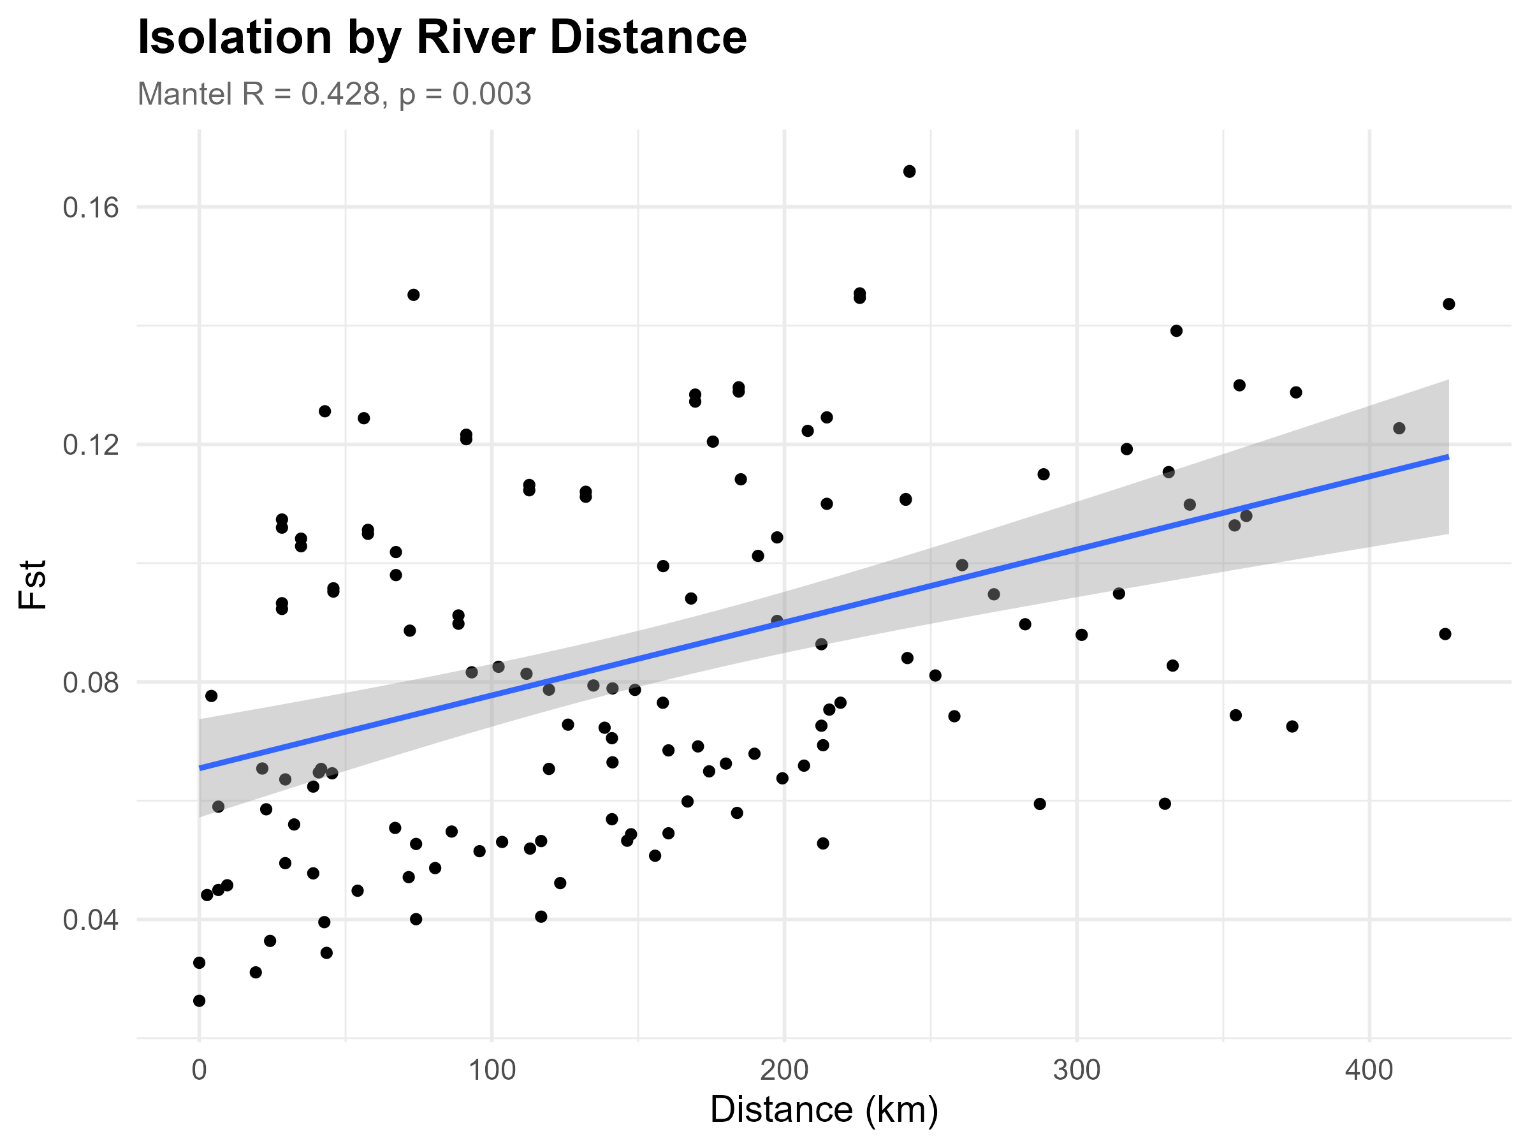 Isolation by River Distance
Mantel R = 0.428, p = 0.003
0.16
0.12
0.08
0.04
Fst
0 100 200 300 400
Distance (km)